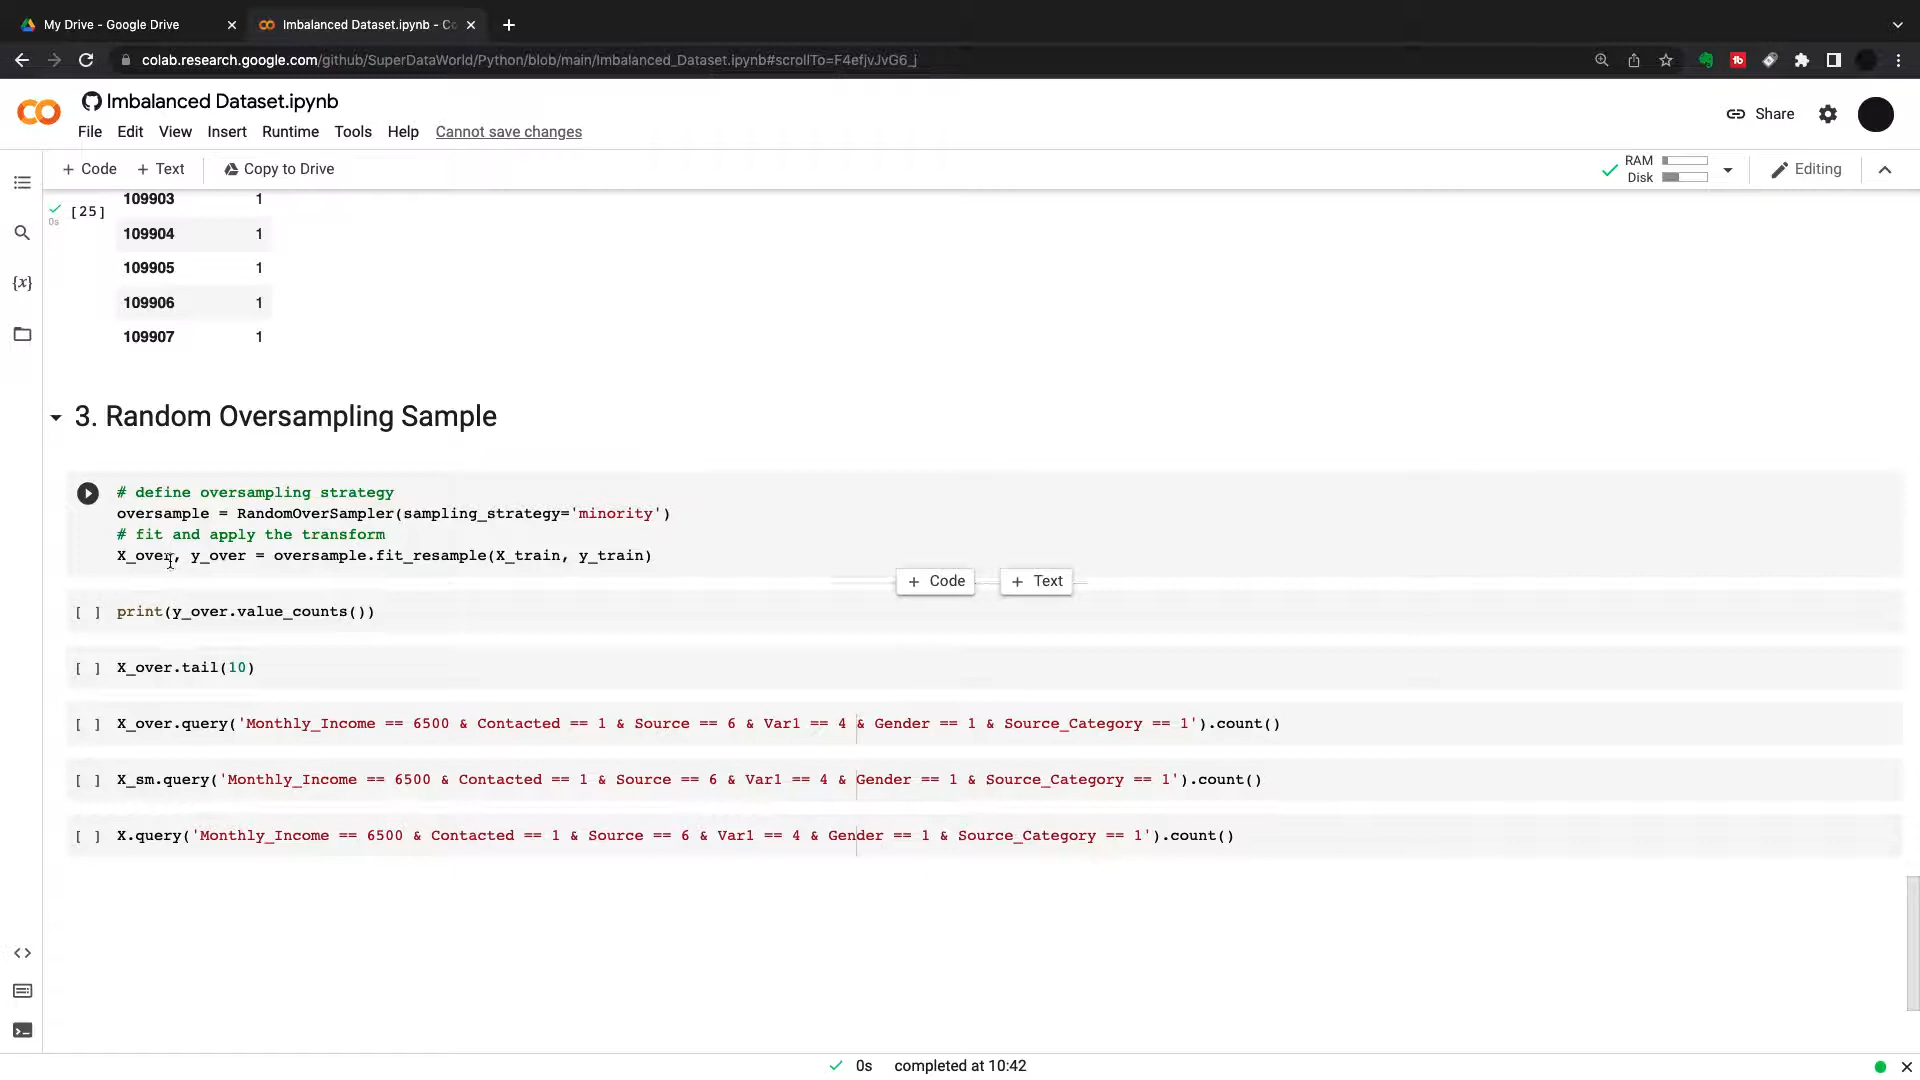 My Drive - Google Drive
Imbalanced Dataset.ipynb - Co
colab.research.google.com/github/SuperDataWorld/Python/blob/main/Imbalanced_Dataset.ipynb#scrollTo=F4efjvJvG6_j
Imbalanced Dataset.ipynb
File Edit View Insert Runtime Tools Help Cannot save changes
Share
+ Code + Text Copy to Drive
RAM
Disk
Editing
109903 1
[25]
0s
109904 1
109905 1
109906 1
109907 1
{x}
3. Random Oversampling Sample
# define oversampling strategy
oversample = RandomOverSampler(sampling_strategy='minority')
# fit and apply the transform
X_over, y_over = oversample.fit_resample(X_train, y_train)
+ Code + Text
[ ] print(y_over.value_counts())
[ ] X_over.tail(10)
[ ] X_over.query('Monthly_Income == 6500 & Contacted == 1 & Source == 6 & Var1 == 4 & Gender == 1 & Source_Category == 1').count()
[ ] X_sm.query('Monthly_Income == 6500 & Contacted == 1 & Source == 6 & Var1 == 4 & Gender == 1 & Source_Category == 1').count()
[ ] X.query('Monthly_Income == 6500 & Contacted == 1 & Source == 6 & Var1 == 4 & Gender == 1 & Source_Category == 1').count()
0s completed at 10:42